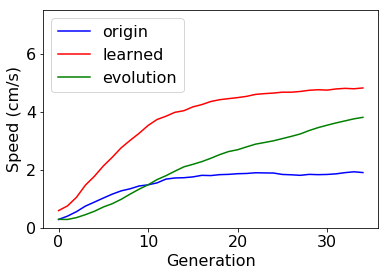 origin
learned
evolution
6
4
2
0
Speed (cm/s)
0 10 20 30
Generation